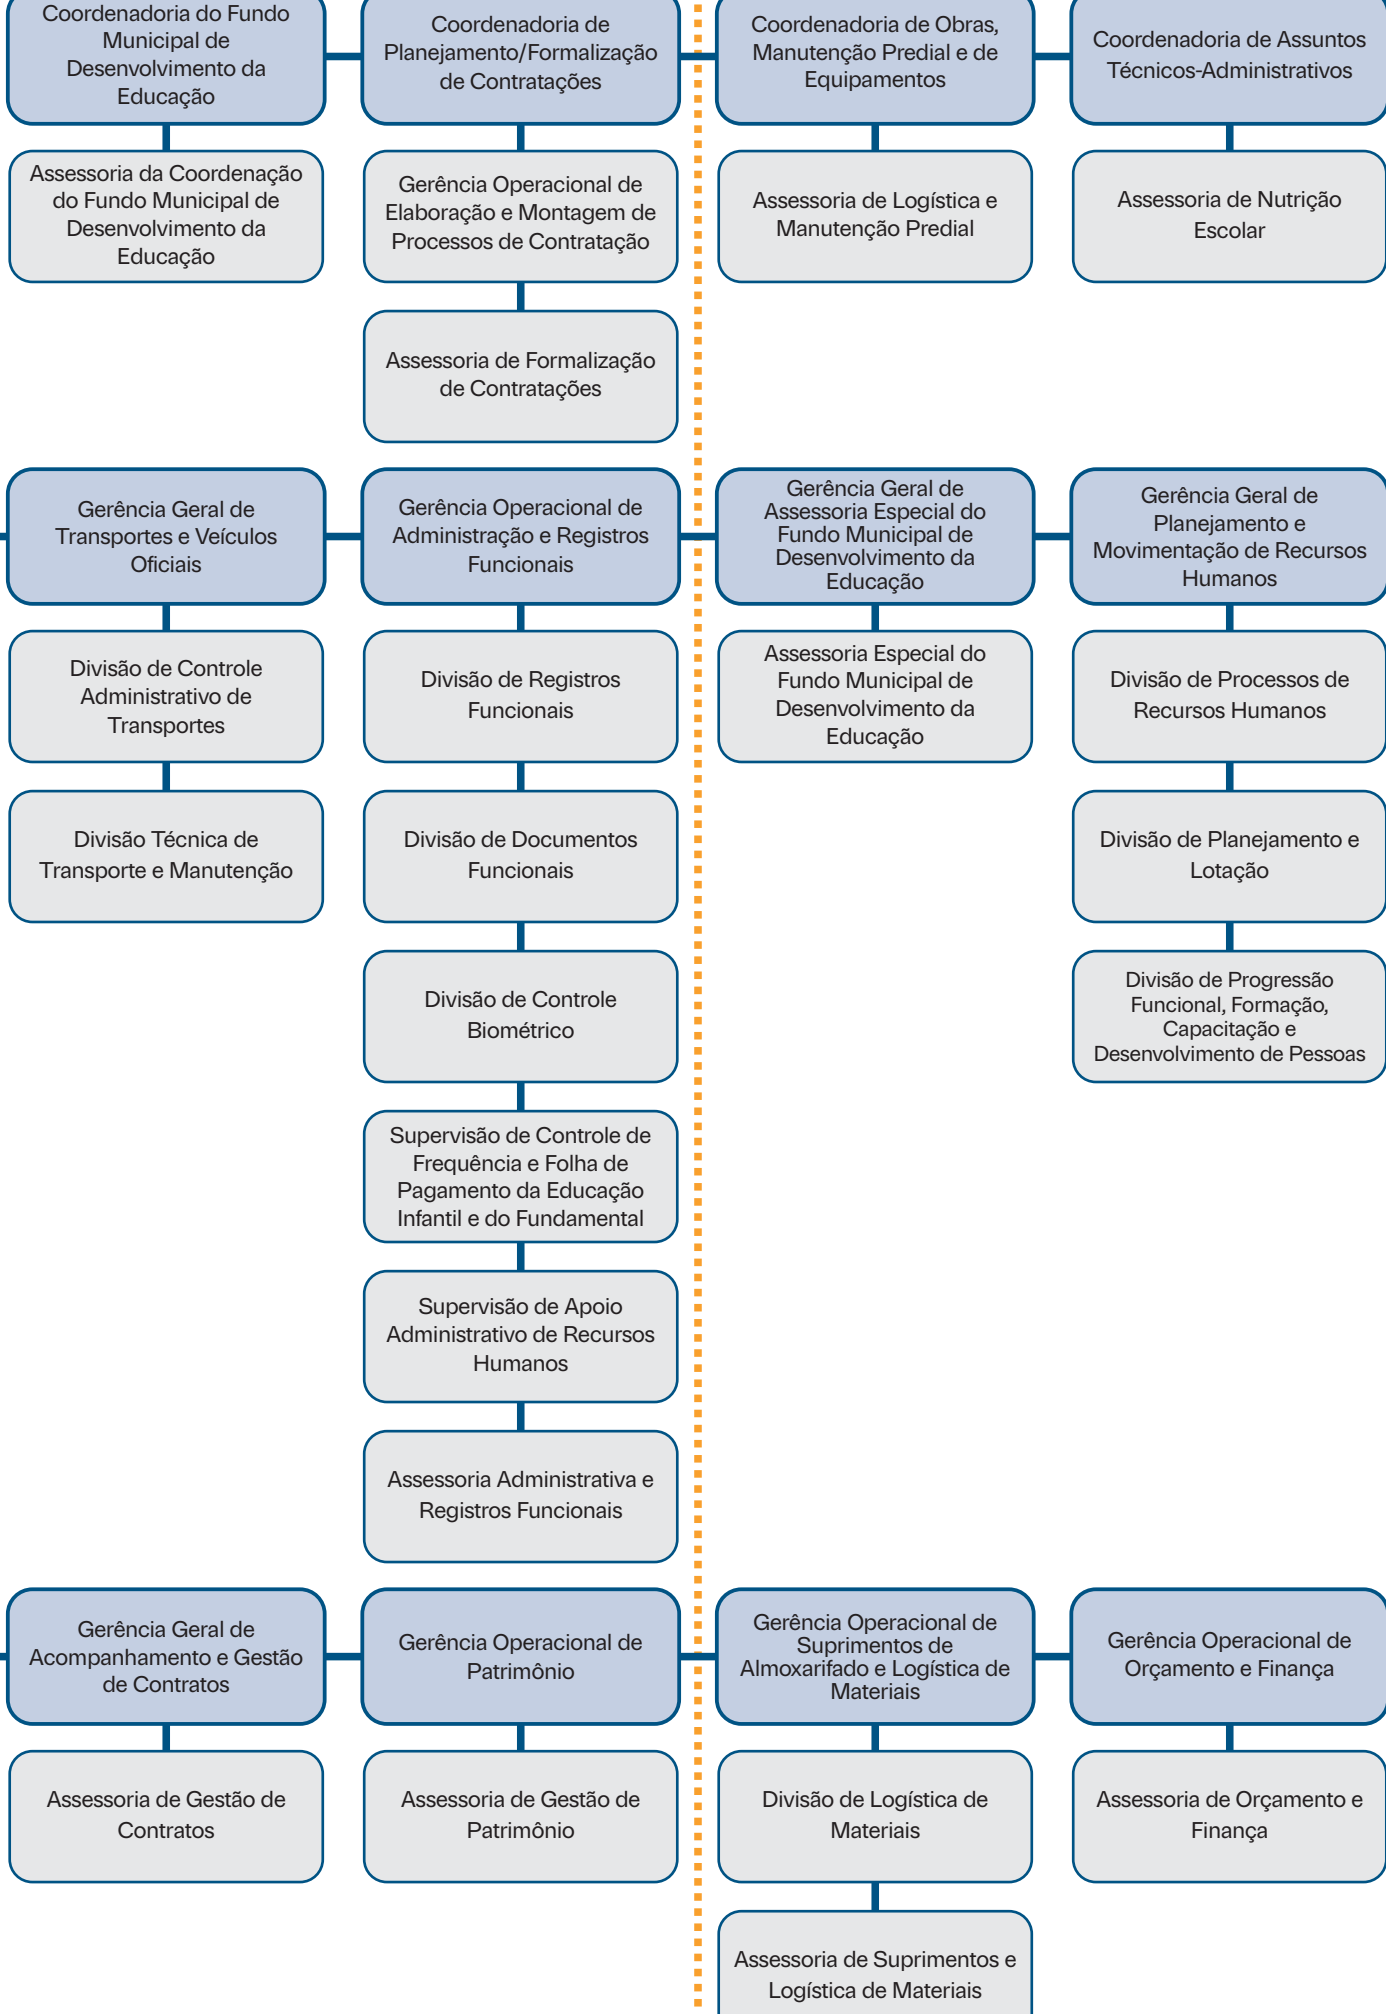 Coordenadoria do Fundo
Municipal de
Desenvolvimento da
Educação
Coordenadoria de
Planejamento/Formalização
de Contratações
Coordenadoria de Obras,
Manutenção Predial e de
Equipamentos
Coordenadoria de Assuntos
Técnicos-Administrativos
Assessoria da Coordenação
do Fundo Municipal de
Desenvolvimento da
Educação
Gerência Operacional de
Elaboração e Montagem de
Processos de Contratação
Assessoria de Logística e
Manutenção Predial
Assessoria de Nutrição
Escolar
Assessoria de Formalização
de Contratações
Gerência Geral de
Transportes e Veículos
Oficiais
Gerência Operacional de
Administração e Registros
Funcionais
Gerência Geral de
Assessoria Especial do
Fundo Municipal de
Desenvolvimento da
Educação
Gerência Geral de
Planejamento e
Movimentação de Recursos
Humanos
Divisão de Controle
Administrativo de
Transportes
Divisão de Registros
Funcionais
Assessoria Especial do
Fundo Municipal de
Desenvolvimento da
Educação
Divisão de Processos de
Recursos Humanos
Divisão Técnica de
Transporte e Manutenção
Divisão de Documentos
Funcionais
Divisão de Planejamento e
Lotação
Divisão de Controle
Biométrico
Divisão de Progressão
Funcional, Formação,
Capacitação e
Desenvolvimento de Pessoas
Supervisão de Controle de
Frequência e Folha de
Pagamento da Educação
Infantil e do Fundamental
Supervisão de Apoio
Administrativo de Recursos
Humanos
Assessoria Administrativa e
Registros Funcionais
Gerência Geral de
Acompanhamento e Gestão
de Contratos
Gerência Operacional de
Patrimônio
Gerência Operacional de
Suprimentos de
Almoxarifado e Logística de
Materiais
Gerência Operacional de
Orçamento e Finança
Assessoria de Gestão de
Contratos
Assessoria de Gestão de
Patrimônio
Divisão de Logística de
Materiais
Assessoria de Orçamento e
Finança
Assessoria de Suprimentos e
Logística de Materiais